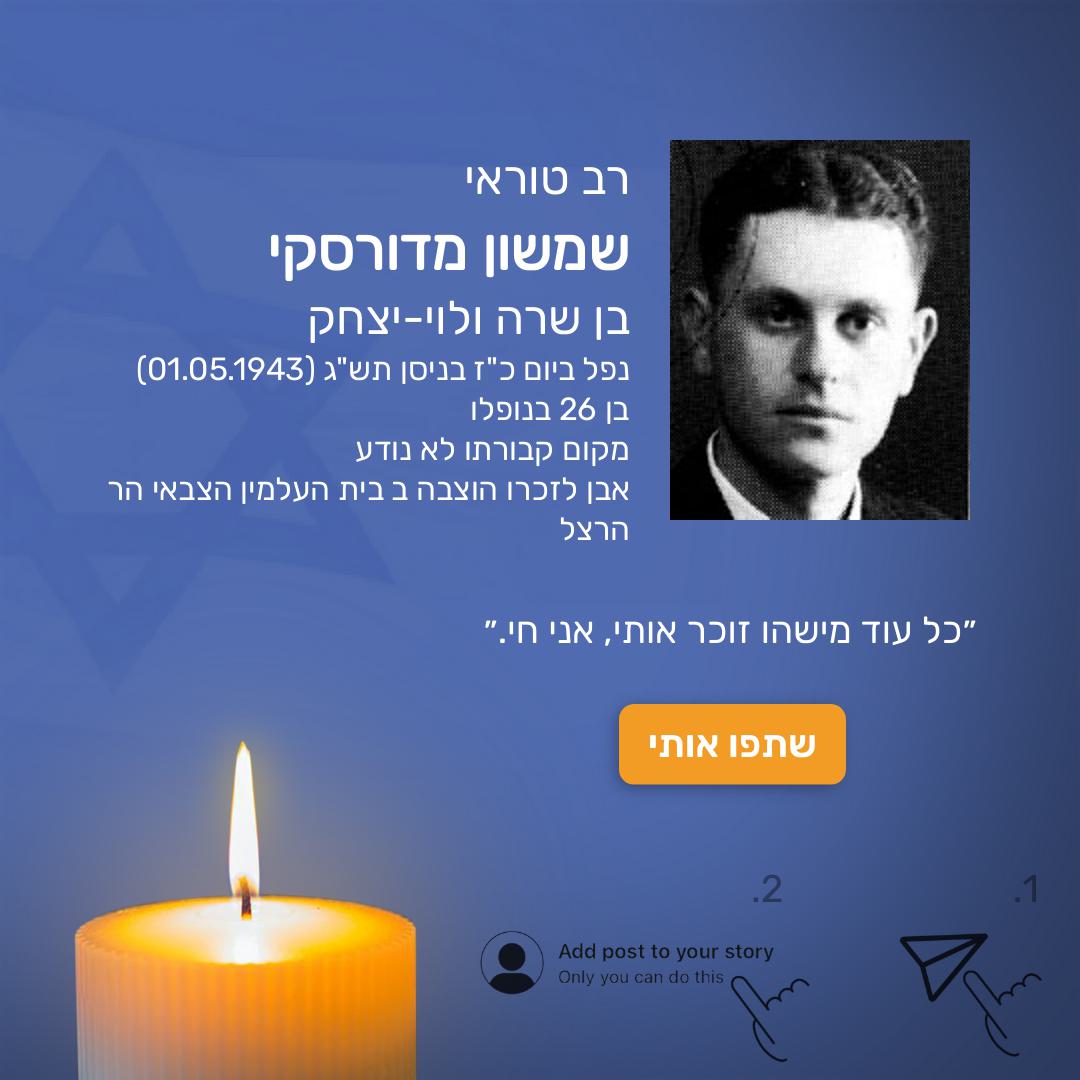 רב טוראי
שמשון מדורסקי
בן שרה ולוי-יצחק
נפל ביום כ"ז בניסן תש"ג (01.05.1943)
בן 26 בנופלו
מקום קבורתו לא נודע
אבן לזכרו הוצבה ב בית העלמין הצבאי הר
הרצל
״כל עוד מישהו זוכר אותי, אני חי.״
שתפו אותי
1.
2.
Add post to your story
Only you can do this